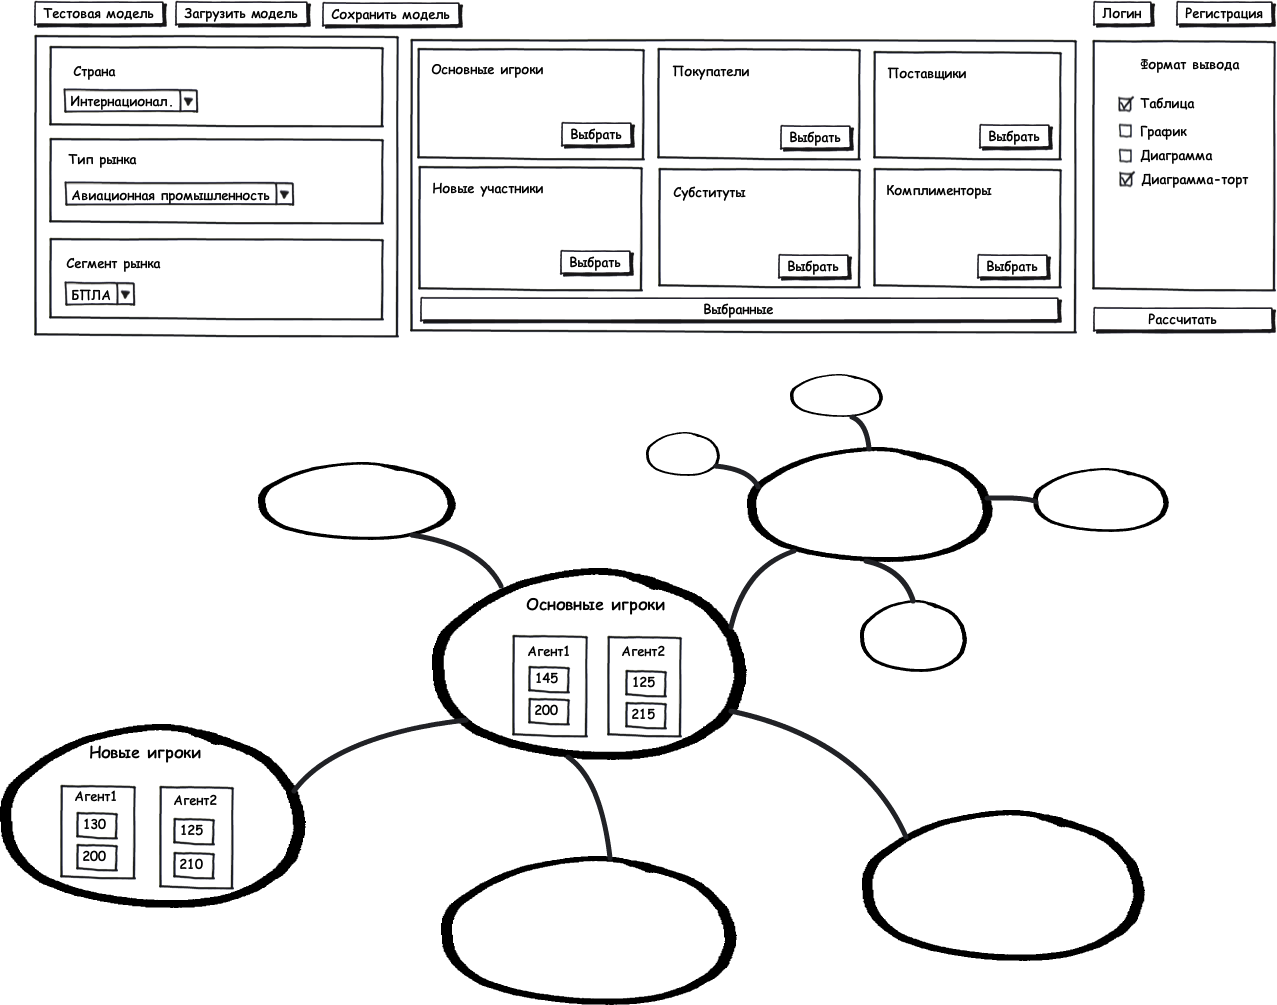 Тестовая модель
Загрузить модель
Сохранить модель
Логин
Регистрация
Страна
Интернационал.
Тип рынка
Авиационная промышленность
Сегмент рынка
БПЛА
Основные игроки
Выбрать
Покупатели
Выбрать
Поставщики
Выбрать
Новые участники
Выбрать
Субституты
Выбрать
Комплименторы
Выбрать
Выбранные
Формат вывода
Таблица
График
Диаграмма
Диаграмма-торт
Рассчитать
Основные игроки
Агент1
145
200
Агент2
125
215
Новые игроки
Агент1
130
200
Агент2
125
210